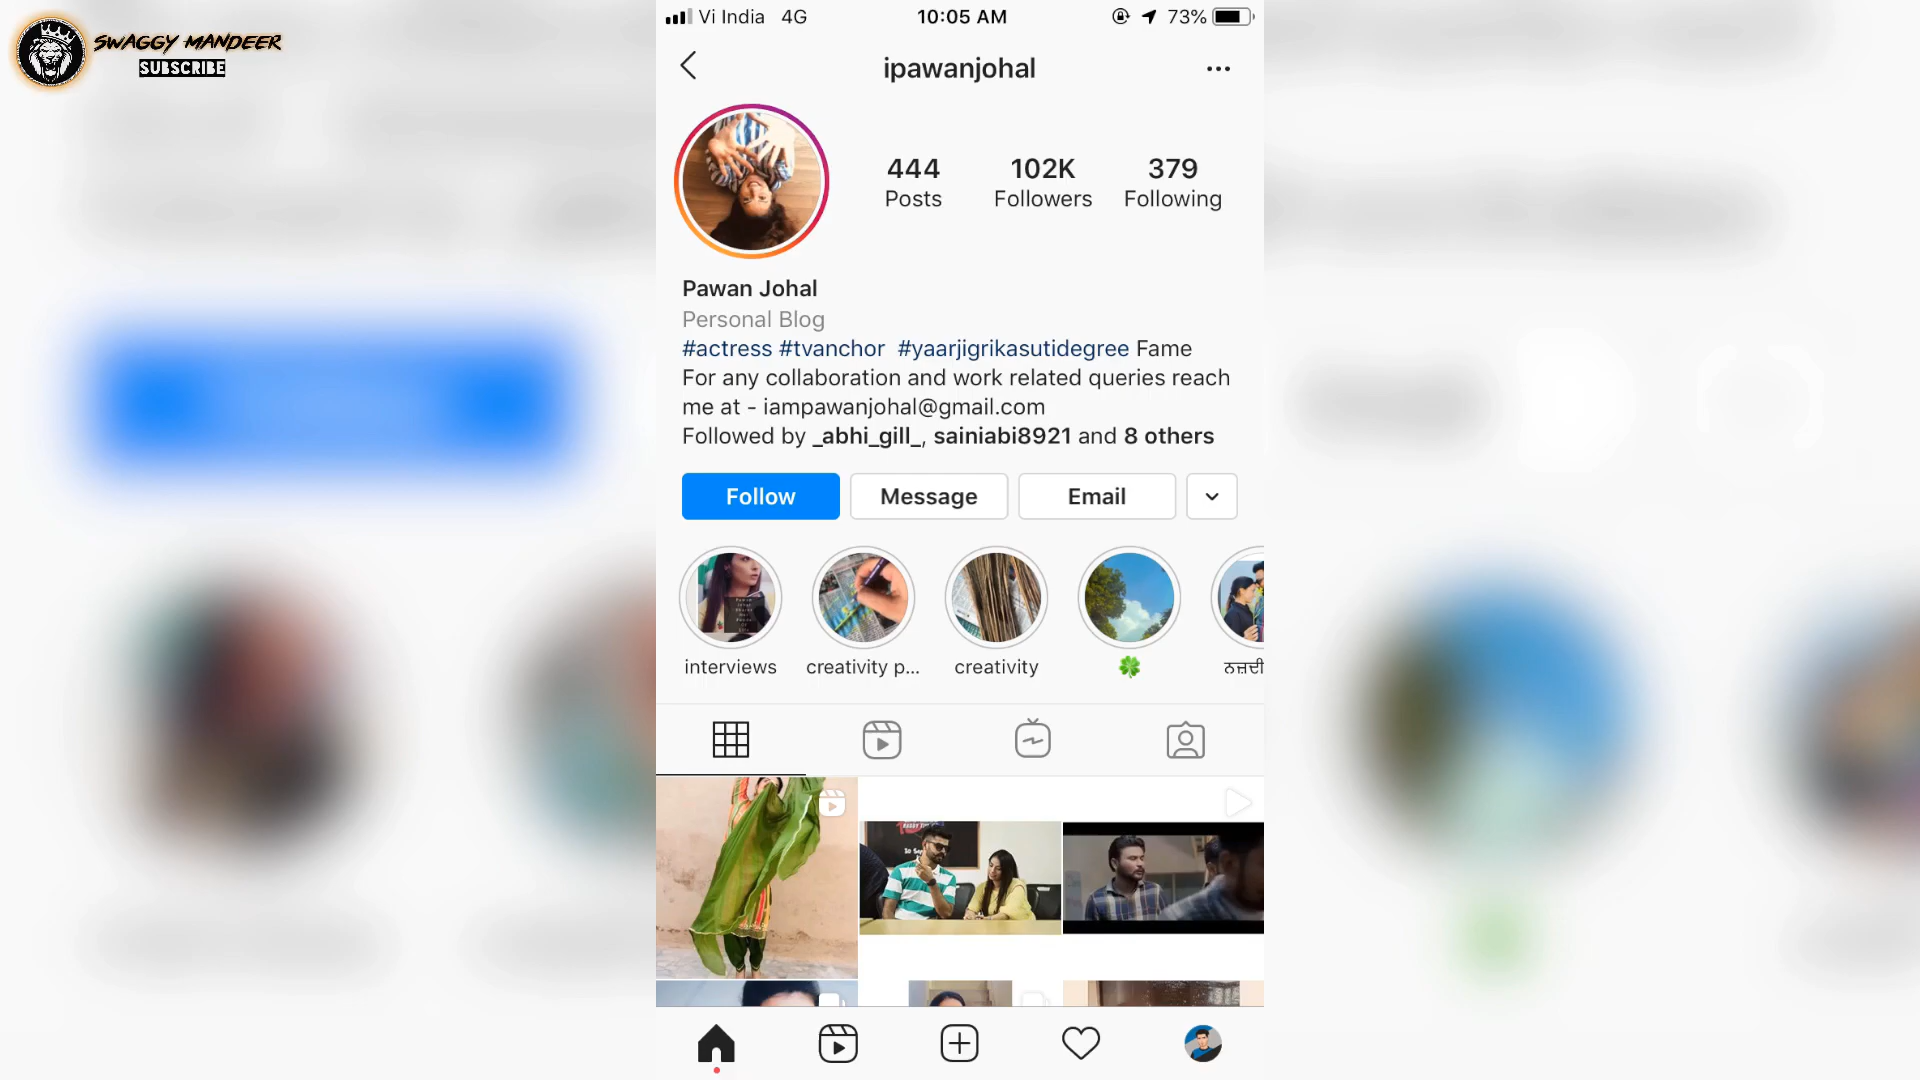 SWAGGY MANDEER
SUBSCRIBE
Vi India 4G 10:05 AM 73%
ipawanjohal
444 102K 379
Posts Followers Following
Pawan Johal
Personal Blog
#actress #tvanchor #yaarjigrikasutidegree Fame
For any collaboration and work related queries reach
me at - iampawanjohal@gmail.com
Followed by _abhi_gill_, sainiabi8921 and 8 others
Follow Message Email
interviews creativity p... creativity ਨਜ਼ਦੀ